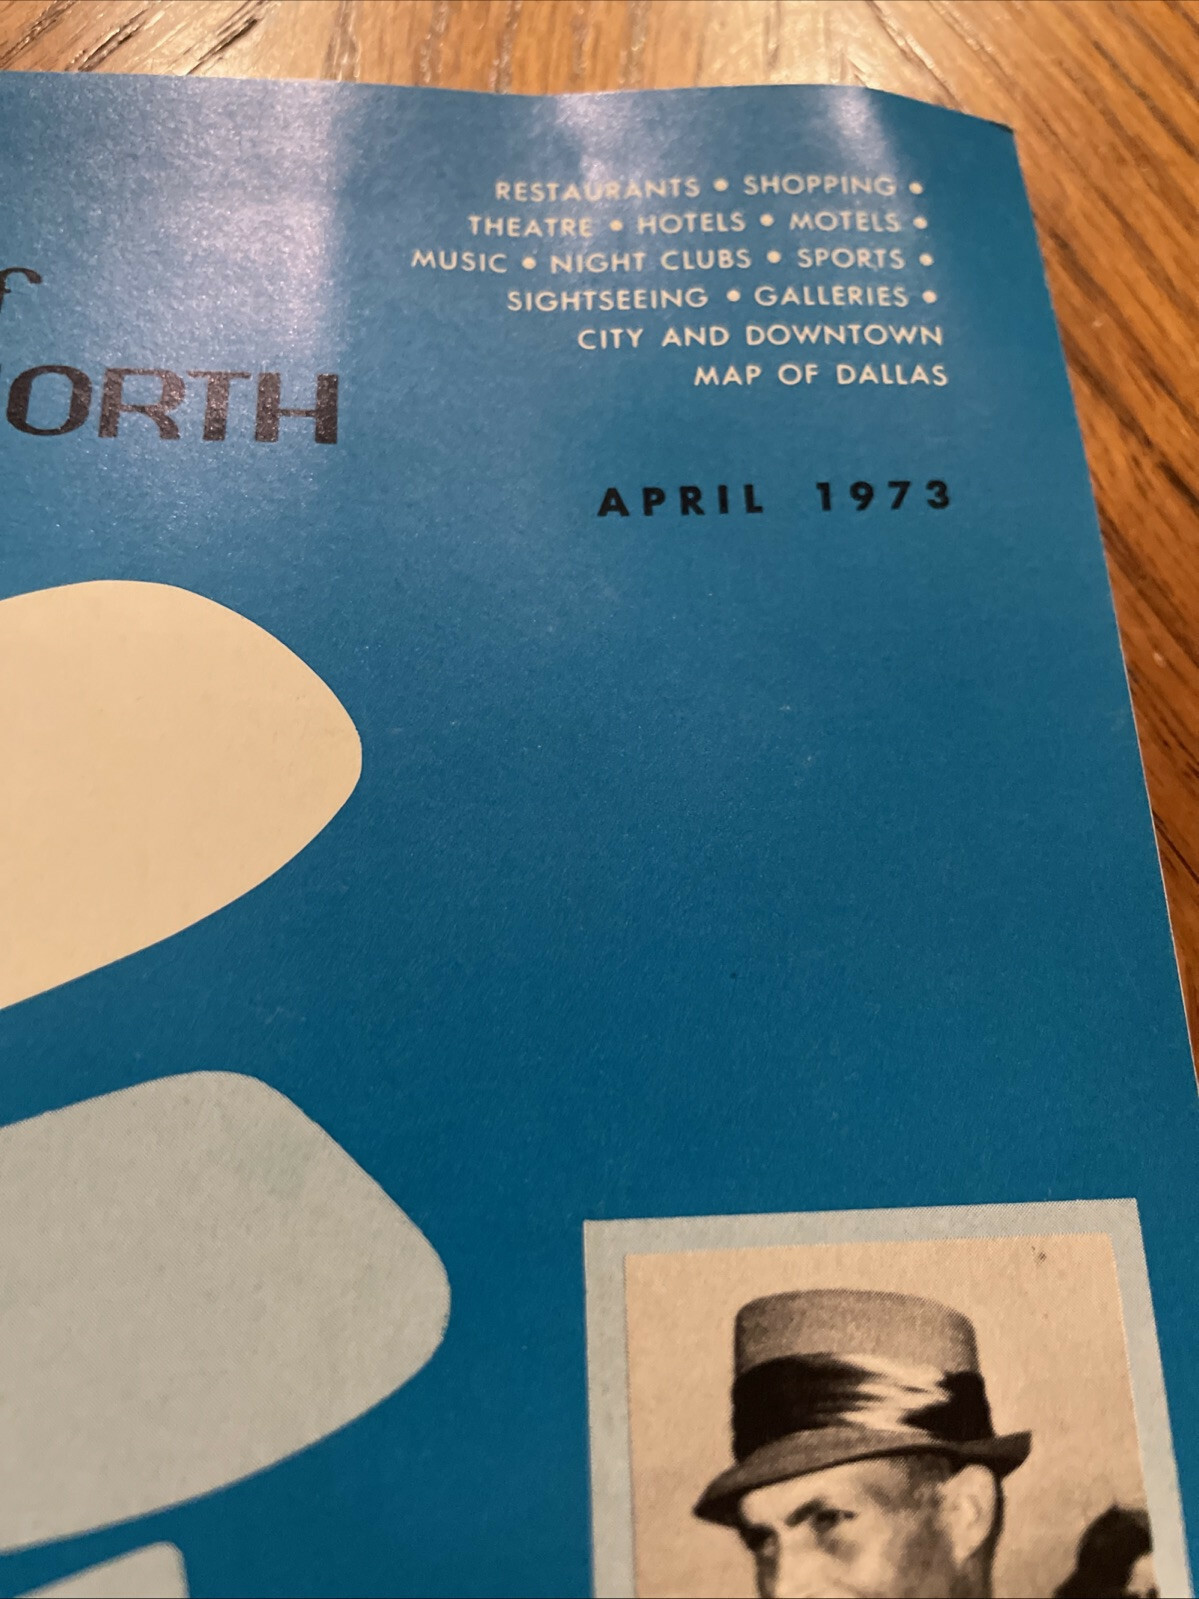 RESTAURANTS • SHOPPING •
THEATRE • HOTELS • MOTELS •
MUSIC • NIGHT CLUBS • SPORTS •
SIGHTSEEING • GALLERIES •
CITY AND DOWNTOWN
MAP OF DALLAS
f
ORTH
APRIL 1973